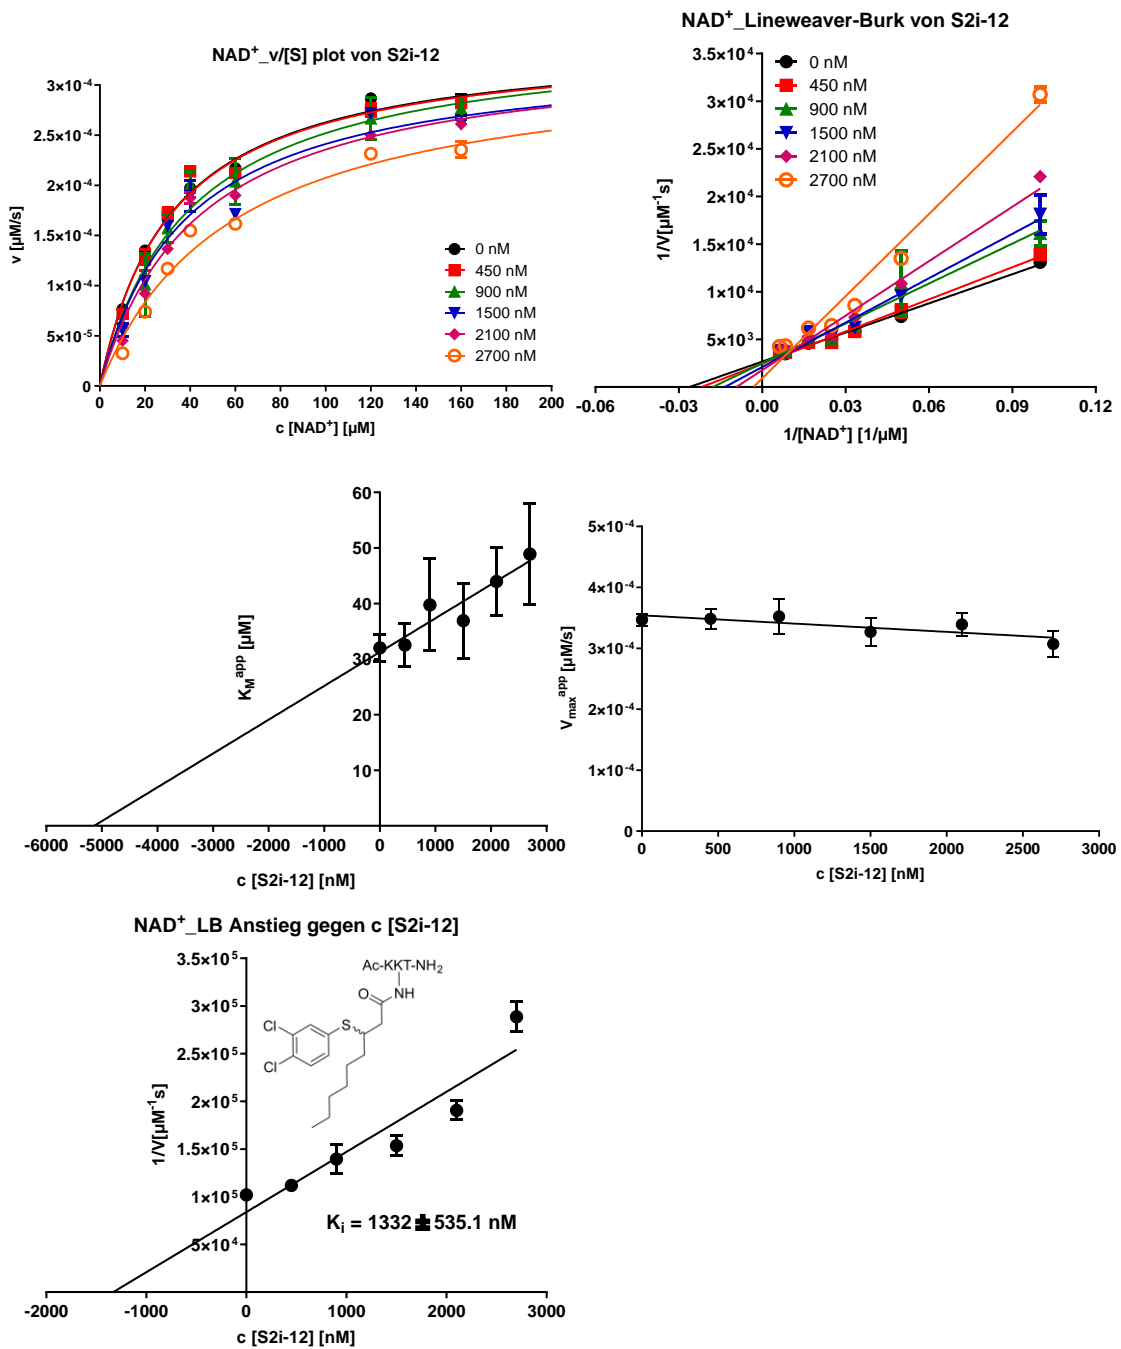 NAD⁺_v/[S] plot von S2i-12
3×10⁻⁴
2.5×10⁻⁴
2×10⁻⁴
1.5×10⁻⁴
1×10⁻⁴
5×10⁻⁵
0
v [µM/s]
0 nM
450 nM
900 nM
1500 nM
2100 nM
2700 nM
0 20 40 60 80 100 120 140 160 180 200
c [NAD⁺] [µM]
NAD⁺_Lineweaver-Burk von S2i-12
3.5×10⁴
3×10⁴
2.5×10⁴
2×10⁴
1.5×10⁴
1×10⁴
5×10³
1/V[µM⁻¹s]
0 nM
450 nM
900 nM
1500 nM
2100 nM
2700 nM
-0.06 -0.03 0.00 0.03 0.06 0.09 0.12
1/[NAD⁺] [1/µM]
60
50
40
30
20
10
K_M^app [µM]
-6000 -5000 -4000 -3000 -2000 -1000 0 1000 2000 3000
c [S2i-12] [nM]
5×10⁻⁴
4×10⁻⁴
3×10⁻⁴
2×10⁻⁴
1×10⁻⁴
0
V_max^app [µM/s]
0 500 1000 1500 2000 2500 3000
c [S2i-12] [nM]
NAD⁺_LB Anstieg gegen c [S2i-12]
3.5×10⁵
3×10⁵
2.5×10⁵
2×10⁵
1.5×10⁵
1×10⁵
5×10⁴
1/V[µM⁻¹s]
Ac-KKT-NH₂
O
NH
S
Cl
Cl
Kᵢ = 1332 ± 535.1 nM
-2000 -1000 0 1000 2000 3000
c [S2i-12] [nM]